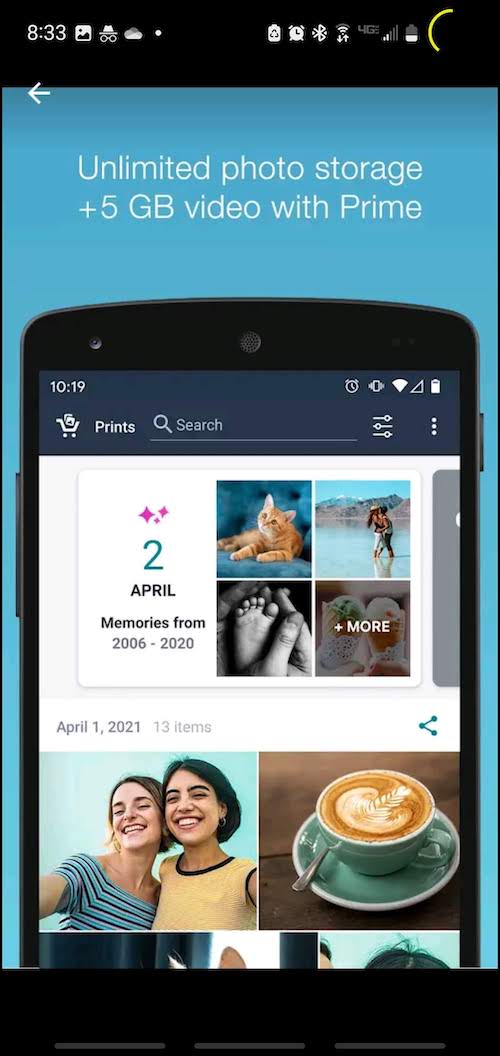 8:33
4GE
Unlimited photo storage
+5 GB video with Prime
10:19
Prints
Search
2
APRIL
Memories from
2006 - 2020
+ MORE
April 1, 2021 13 items